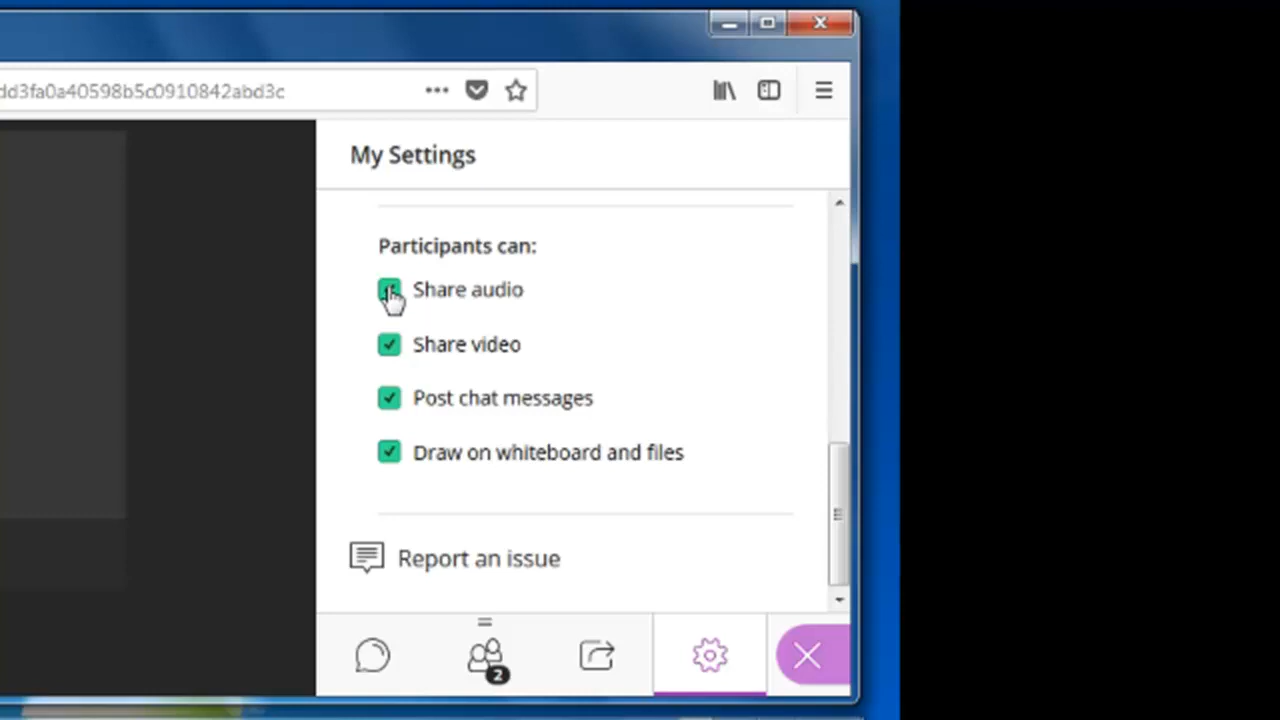 dd3fa0a40598b5c0910842abd3c
My Settings
Participants can:
Share audio
Share video
Post chat messages
Draw on whiteboard and files
Report an issue
2